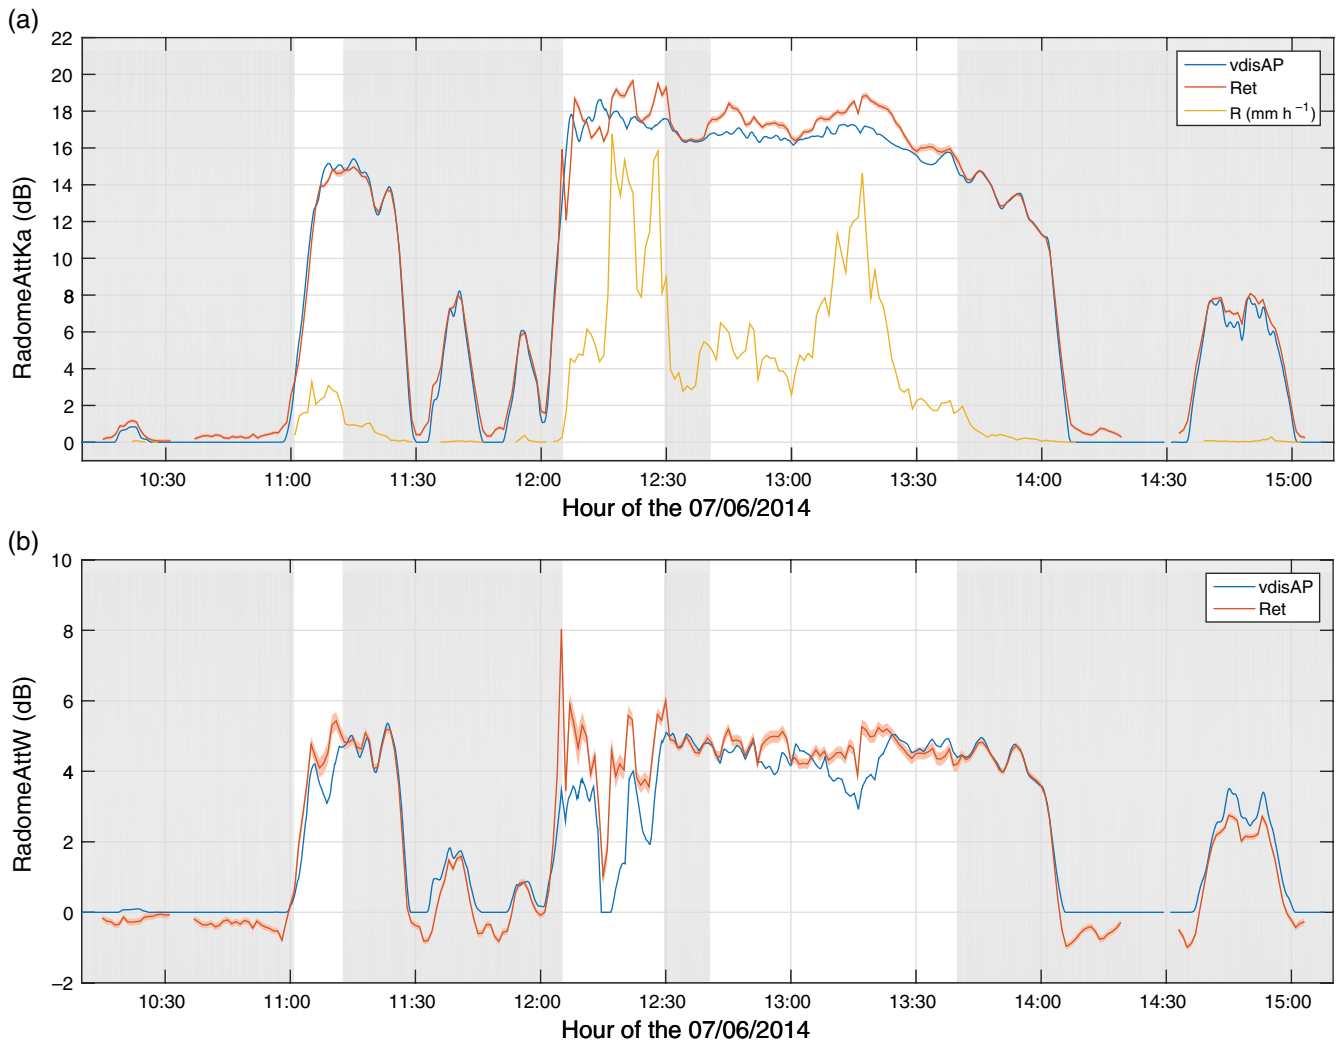 (a)
22
20
18
16
14
12
10
8
6
4
2
0
RadomeAttKa (dB)
vdisAP
Ret
R (mm h⁻¹)
10:30 11:00 11:30 12:00 12:30 13:00 13:30 14:00 14:30 15:00
Hour of the 07/06/2014
(b)
10
8
6
4
2
0
−2
RadomeAttW (dB)
vdisAP
Ret
10:30 11:00 11:30 12:00 12:30 13:00 13:30 14:00 14:30 15:00
Hour of the 07/06/2014